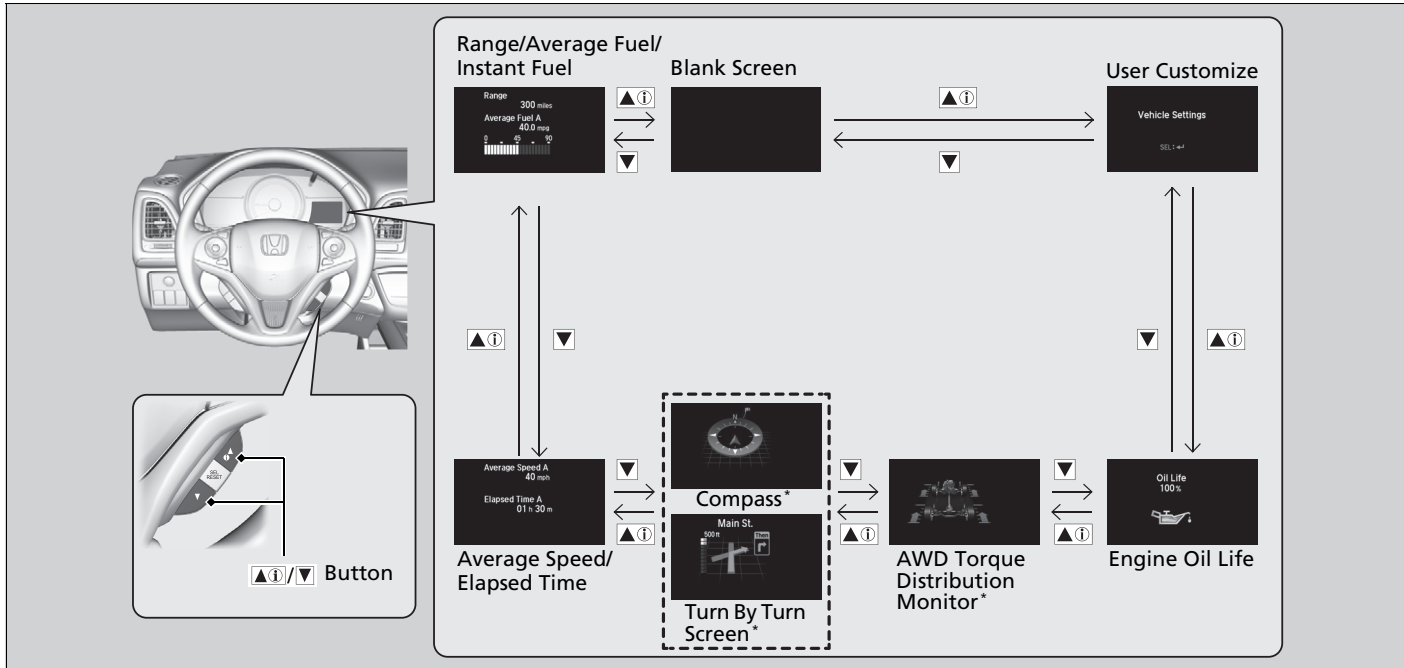 Range/Average Fuel/
Instant Fuel
Blank Screen
User Customize
Range
300 miles
Average Fuel A
40.0 mpg
0 45 90
▲ⓘ
▼
▲ⓘ
▼
Vehicle Settings
SEL:↵
▲ⓘ
▼
▼
▲ⓘ
Average Speed A
40 mph
Elapsed Time A
01 h 30 m
Average Speed/
Elapsed Time
▼
▲ⓘ
N
Compass*
Main St.
500 ft
Then
Turn By Turn
Screen*
▼
▲ⓘ
AWD Torque
Distribution
Monitor*
▼
▲ⓘ
Oil Life
100 %
Engine Oil Life
SEL
RESET
▲ⓘ/▼ Button